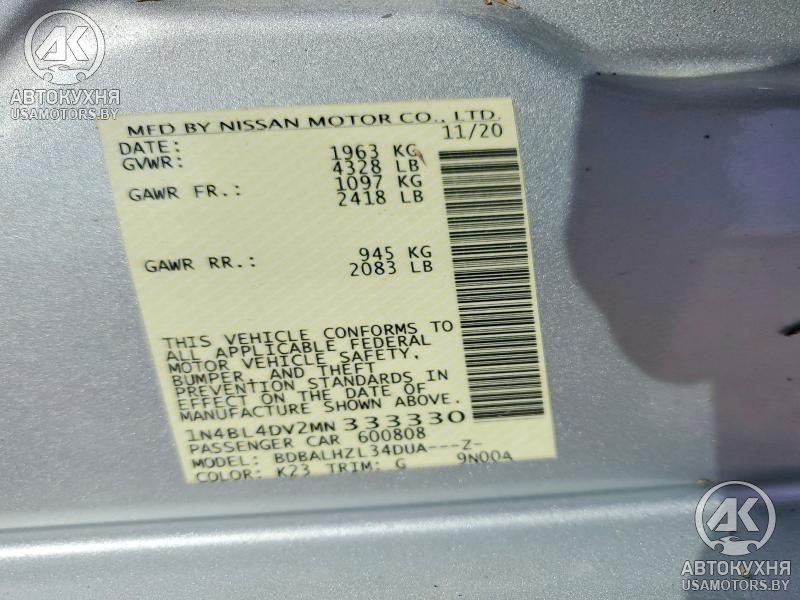 AK
АВТОКУХНЯ
USAMOTORS.BY
MFD BY NISSAN MOTOR CO., LTD.
DATE: 11/20
GVWR: 1963 KG
4328 LB
GAWR FR.: 1097 KG
2418 LB
GAWR RR.: 945 KG
2083 LB
THIS VEHICLE CONFORMS TO
ALL APPLICABLE FEDERAL
MOTOR VEHICLE SAFETY,
BUMPER, AND THEFT
PREVENTION STANDARDS IN
EFFECT ON THE DATE OF
MANUFACTURE SHOWN ABOVE.
1N4BL4DV2MN333330
PASSENGER CAR 600808
MODEL: BDBALHZL34DUA---Z-
COLOR: K23 TRIM: G 9N00A
AK
АВТОКУХНЯ
USAMOTORS.BY